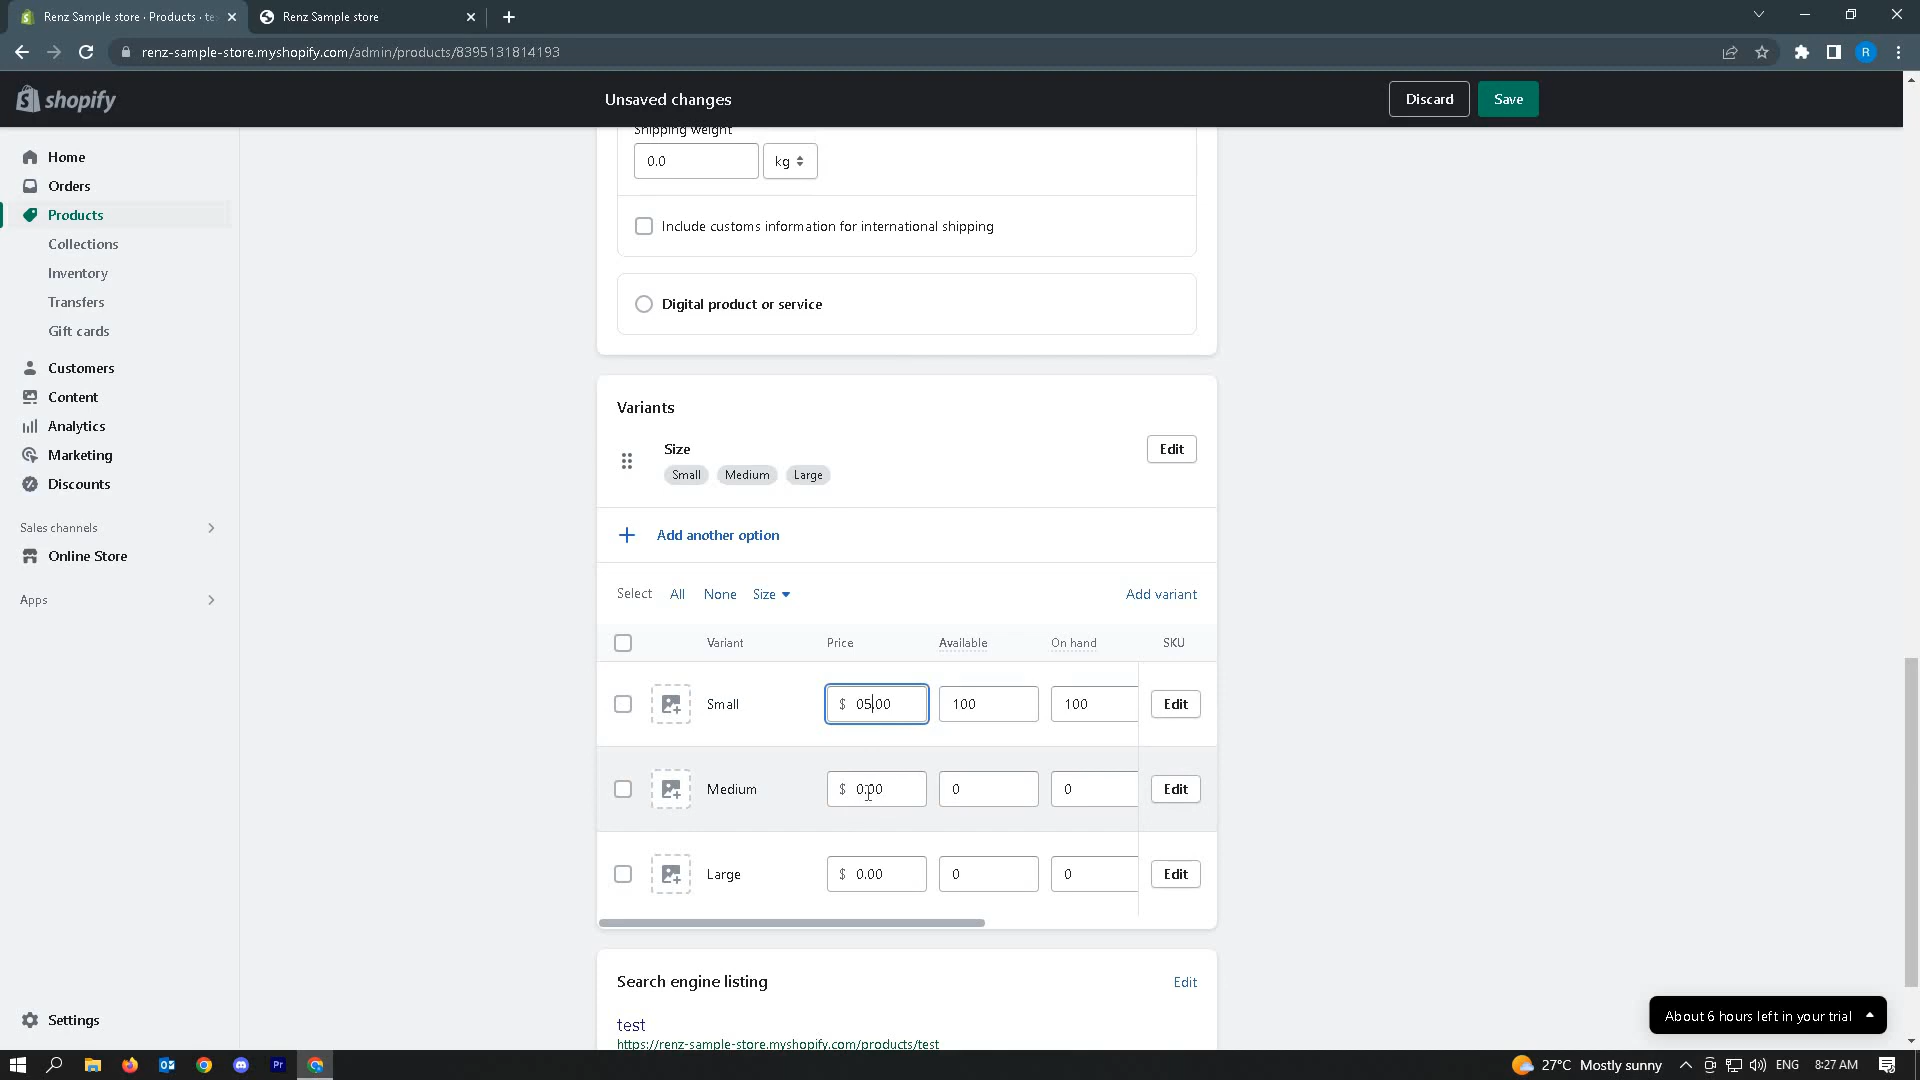 Renz Sample store · Products · te
Renz Sample store
renz-sample-store.myshopify.com/admin/products/8395131814193
R
shopify
Unsaved changes
Discard
Save
Home
Orders
Products
Collections
Inventory
Transfers
Gift cards
Customers
Content
Analytics
Marketing
Discounts
Sales channels
Online Store
Apps
Settings
Shipping weight
0.0
kg
Include customs information for international shipping
Digital product or service
Variants
Size
Edit
Small Medium Large
Add another option
Select All None Size
Add variant
Variant Price Available On hand SKU
Small $ 05.00 100 100 Edit
Medium $ 0.00 0 0 Edit
Large $ 0.00 0 0 Edit
Search engine listing
Edit
test
https://renz-sample-store.myshopify.com/products/test
About 6 hours left in your trial
Pr
27°C Mostly sunny
ENG
8:27 AM